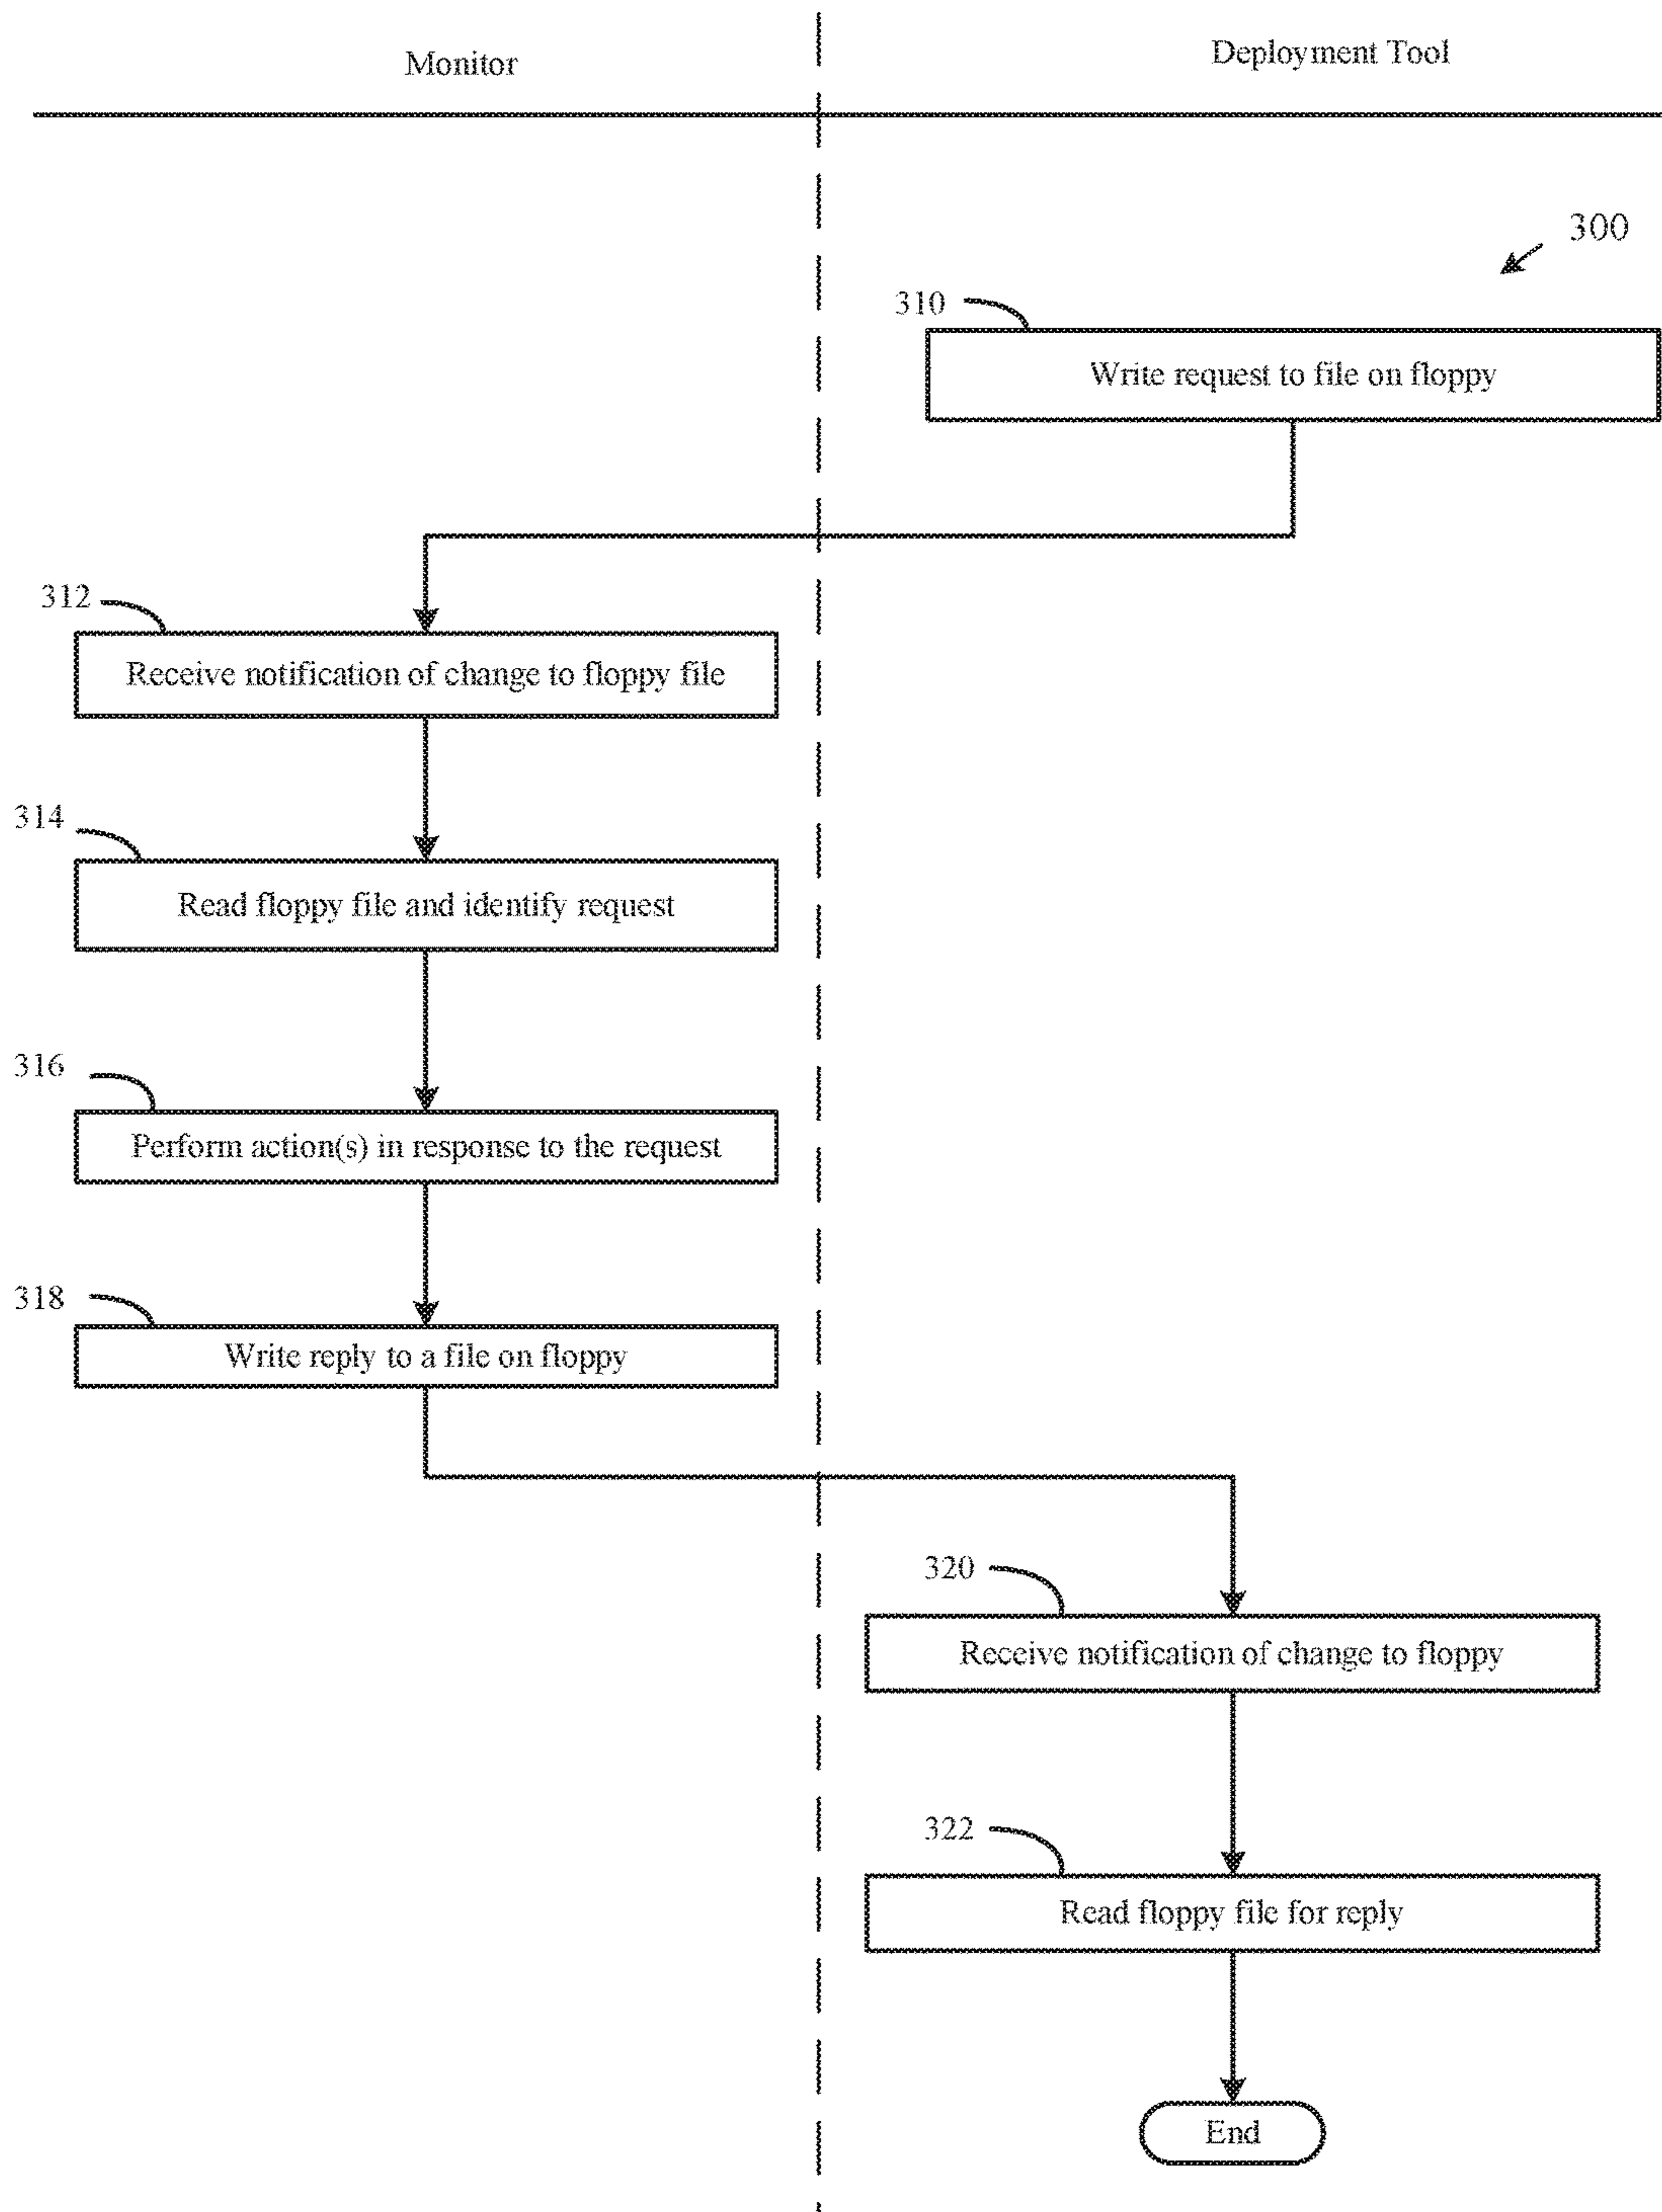 Monitor
Deployment Tool
300
310
Write request to file on floppy
312
Receive notification of change to floppy file
314
Read floppy file and identify request
316
Perform action(s) in response to the request
318
Write reply to a file on floppy
320
Receive notification of change to floppy
322
Read floppy file for reply
End